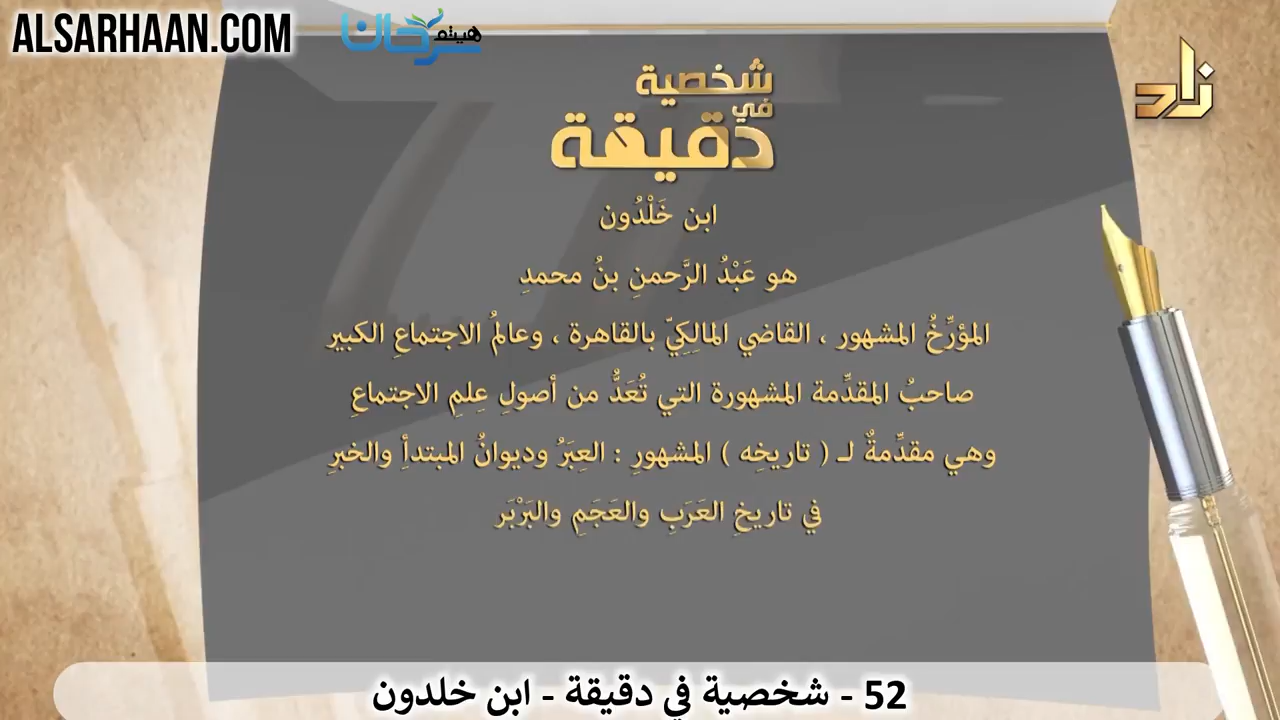 ALSARHAAN.COM
هيثم سرحان
زاد
شخصية
في
دقيقة
ابن خَلْدُون
هو عَبْدُ الرَّحمنِ بنُ محمدِ
المؤرِّخُ المشهور ، القاضي المالِكِيّ بالقاهرة ، وعالمُ الاجتماعِ الكبير
صاحبُ المقدِّمة المشهورة التي تُعَدُّ من أصولِ عِلمِ الاجتماعِ
وهي مقدِّمةٌ لـ ( تاريخِه ) المشهورِ : العِبَرُ وديوانُ المبتدأِ والخبرِ
في تاريخِ العَرَبِ والعَجَمِ والبَرْبَر
52 - شخصية في دقيقة - ابن خلدون